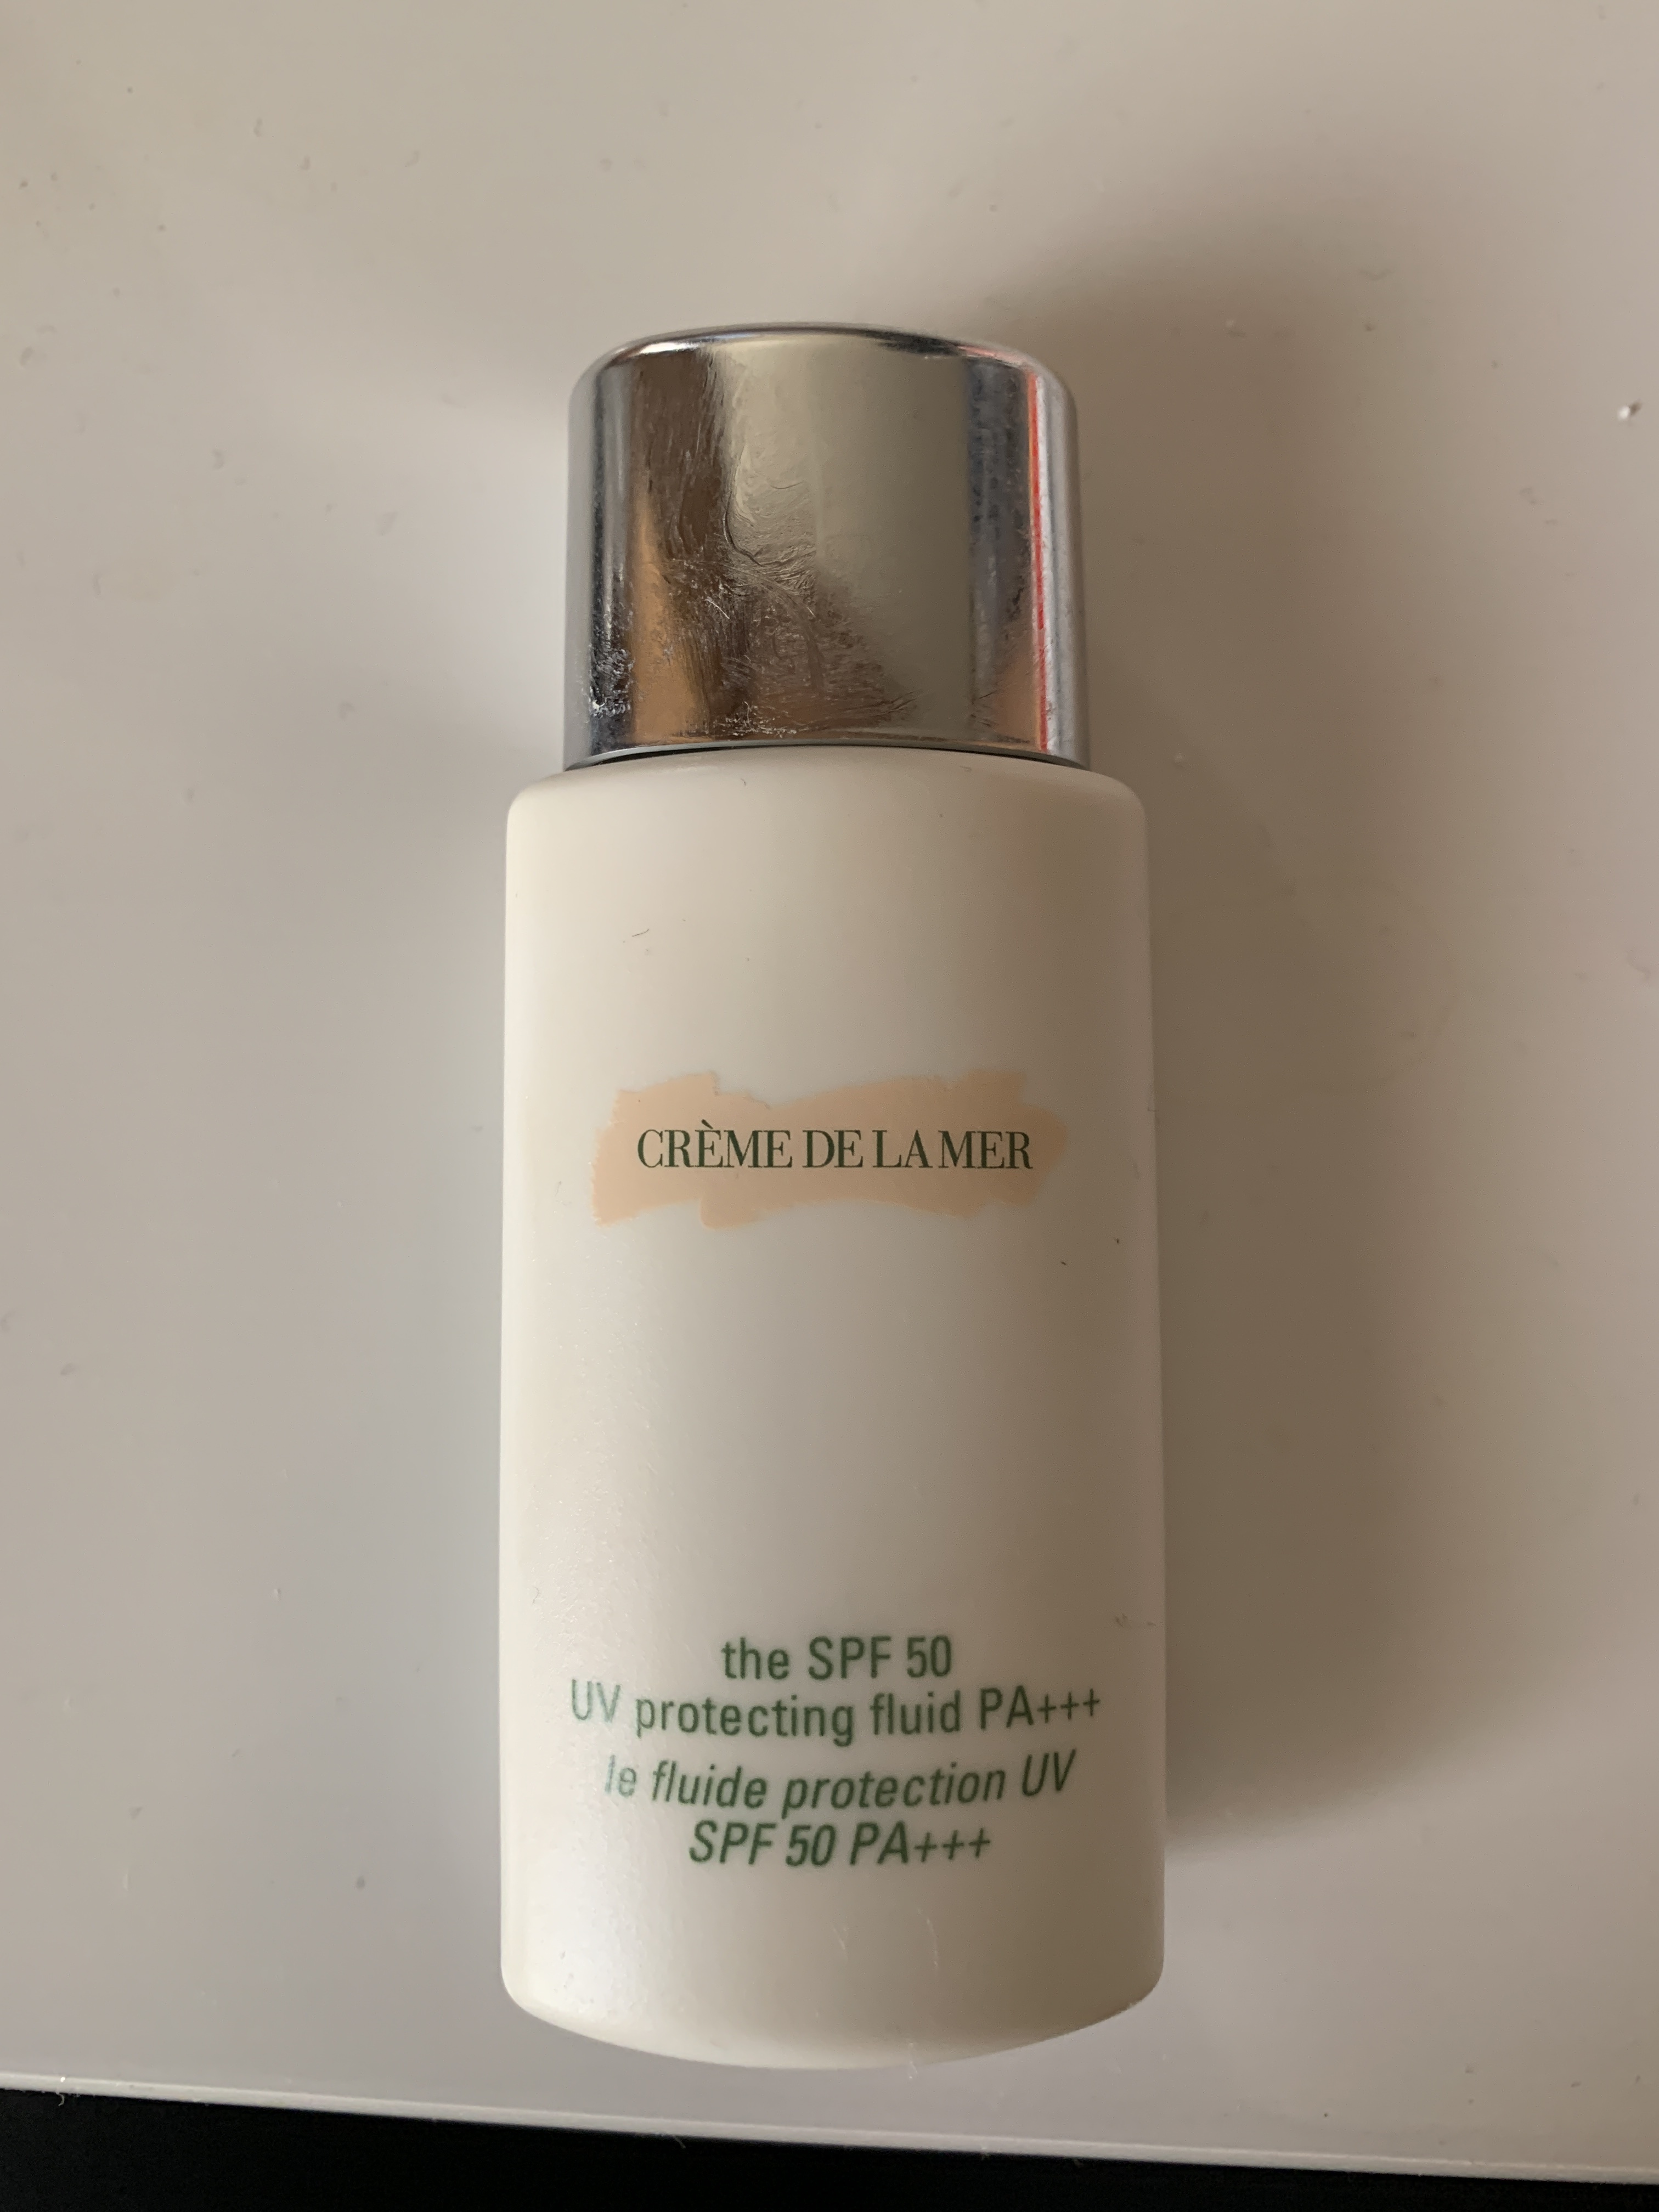 CRÈME DE LA MER
the SPF 50
UV protecting fluid PA+++
le fluide protection UV
SPF 50 PA+++